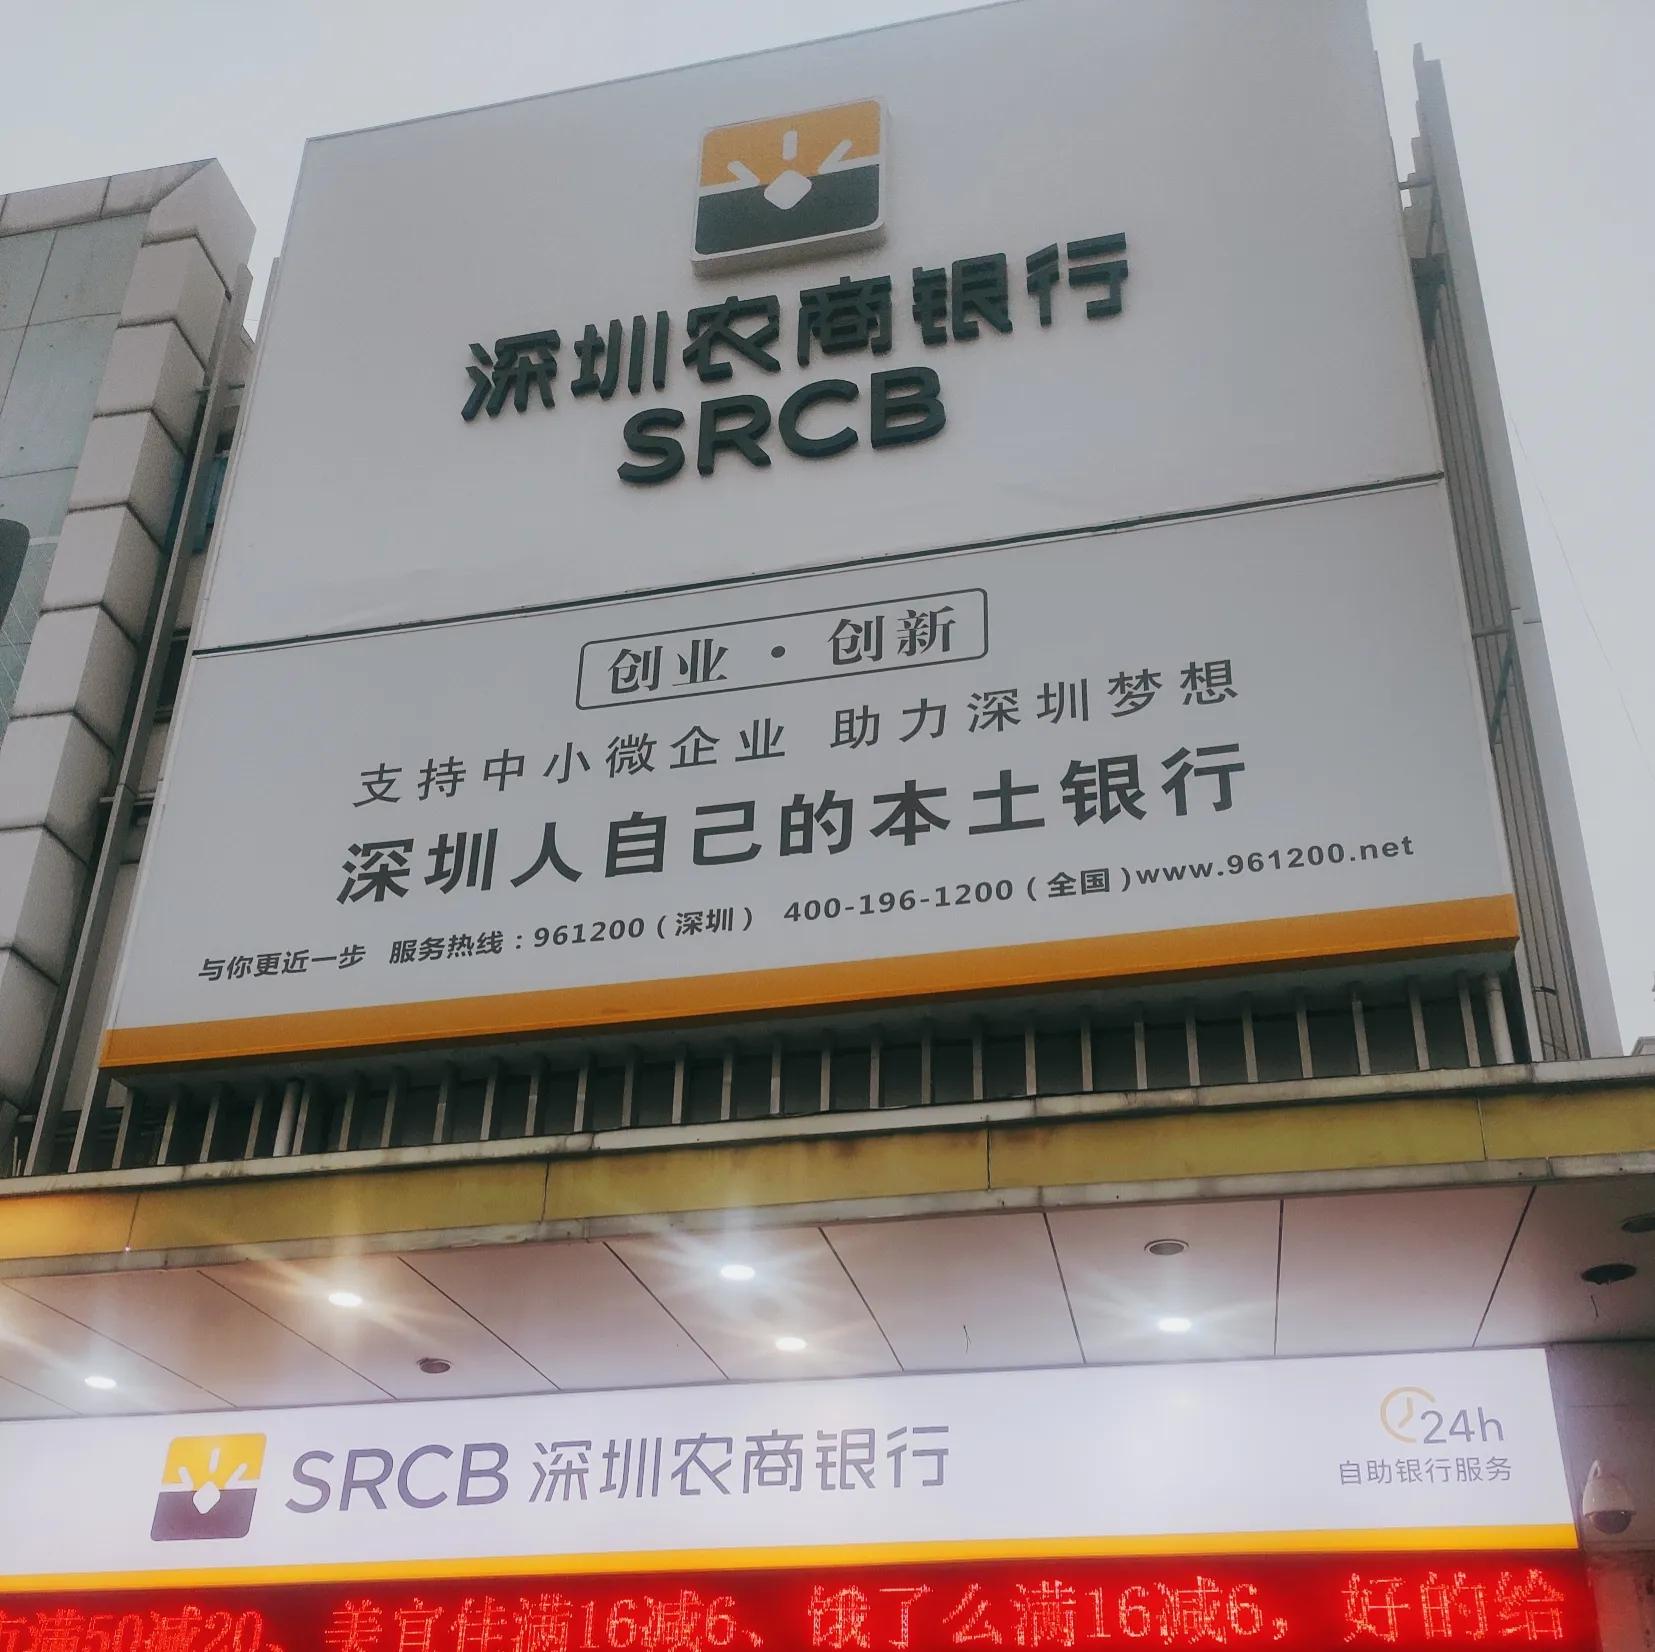 深圳农商银行
SRCB
创业·创新
支持中小微企业 助力深圳梦想
深圳人自己的本土银行
与你更近一步 服务热线：961200（深圳） 400-196-1200（全国)www.961200.net
SRCB 深圳农商银行
24h
自助银行服务
满50减20、美宜佳满16减6、饿了么满16减6，好的给